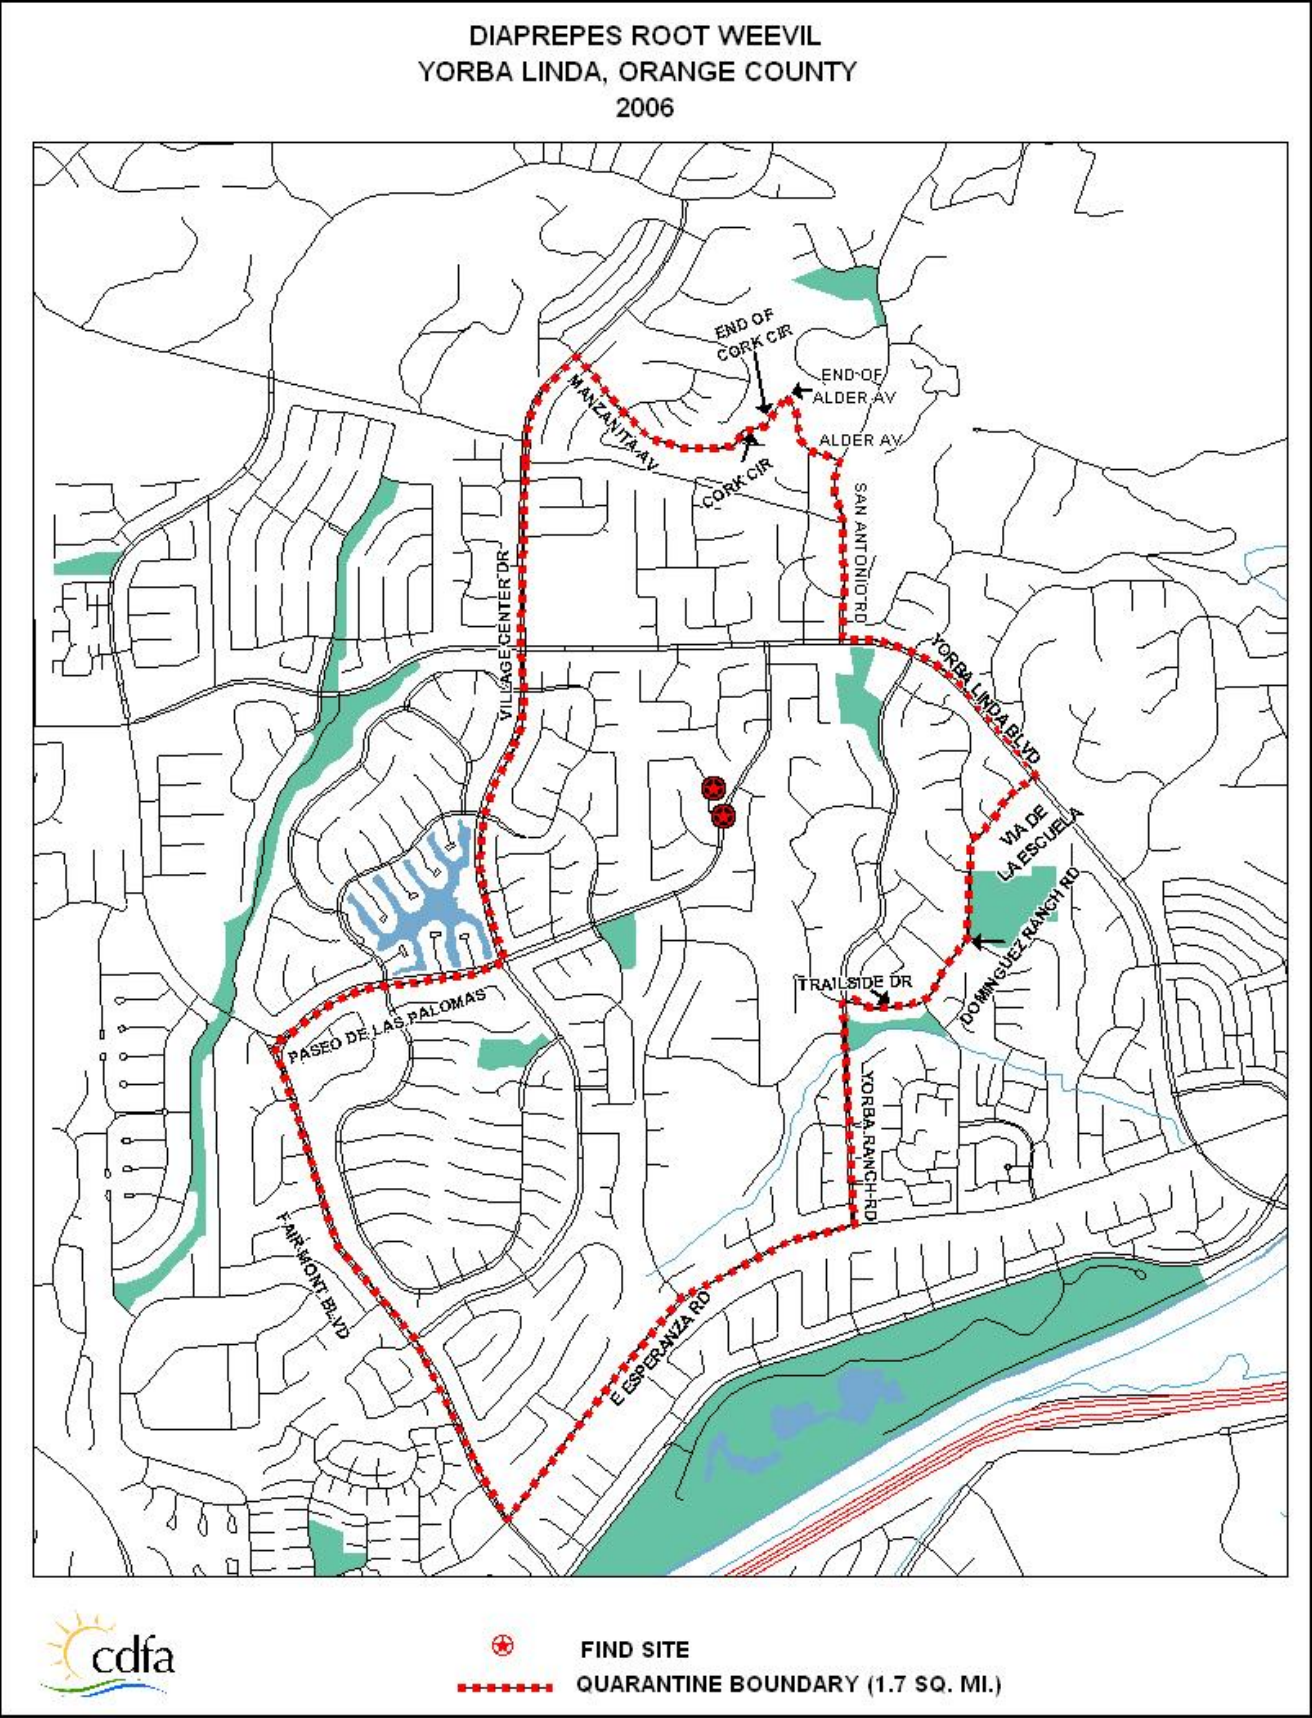 DIAPREPES ROOT WEEVIL
YORBA LINDA, ORANGE COUNTY
2006
END OF
CORK CIR
END OF
ALDER AV
MANZANITA AV
ALDER AV
CORK CIR
SAN ANTONIO RD
VILLAGE CENTER DR
YORBA LINDA BLVD
VIA DE
LA ESCUELA
DOMINGUEZ RANCH RD
TRAILSIDE DR
PASEO DE LAS PALOMAS
YORBA RANCH RD
FAIRMONT BLVD
E ESPERANZA RD
cdfa
FIND SITE
QUARANTINE BOUNDARY (1.7 SQ. MI.)